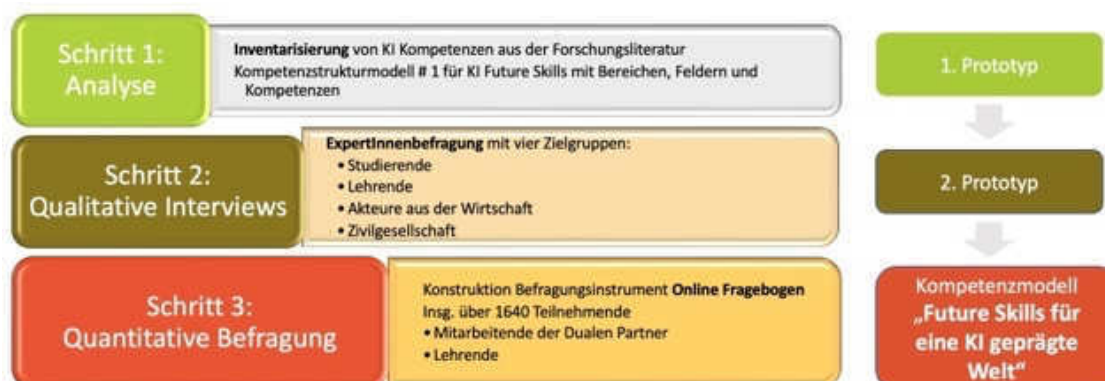 Schritt 1:
Analyse
Inventarisierung von KI Kompetenzen aus der Forschungsliteratur
Kompetenzstrukturmodell # 1 für KI Future Skills mit Bereichen, Feldern und
Kompetenzen
1. Prototyp
Schritt 2:
Qualitative Interviews
ExpertInnenbefragung mit vier Zielgruppen:
• Studierende
• Lehrende
• Akteure aus der Wirtschaft
• Zivilgesellschaft
2. Prototyp
Schritt 3:
Quantitative Befragung
Konstruktion Befragungsinstrument Online Fragebogen
Insg. über 1640 Teilnehmende
• Mitarbeitende der Dualen Partner
• Lehrende
Kompetenzmodell
„Future Skills für
eine KI geprägte
Welt“